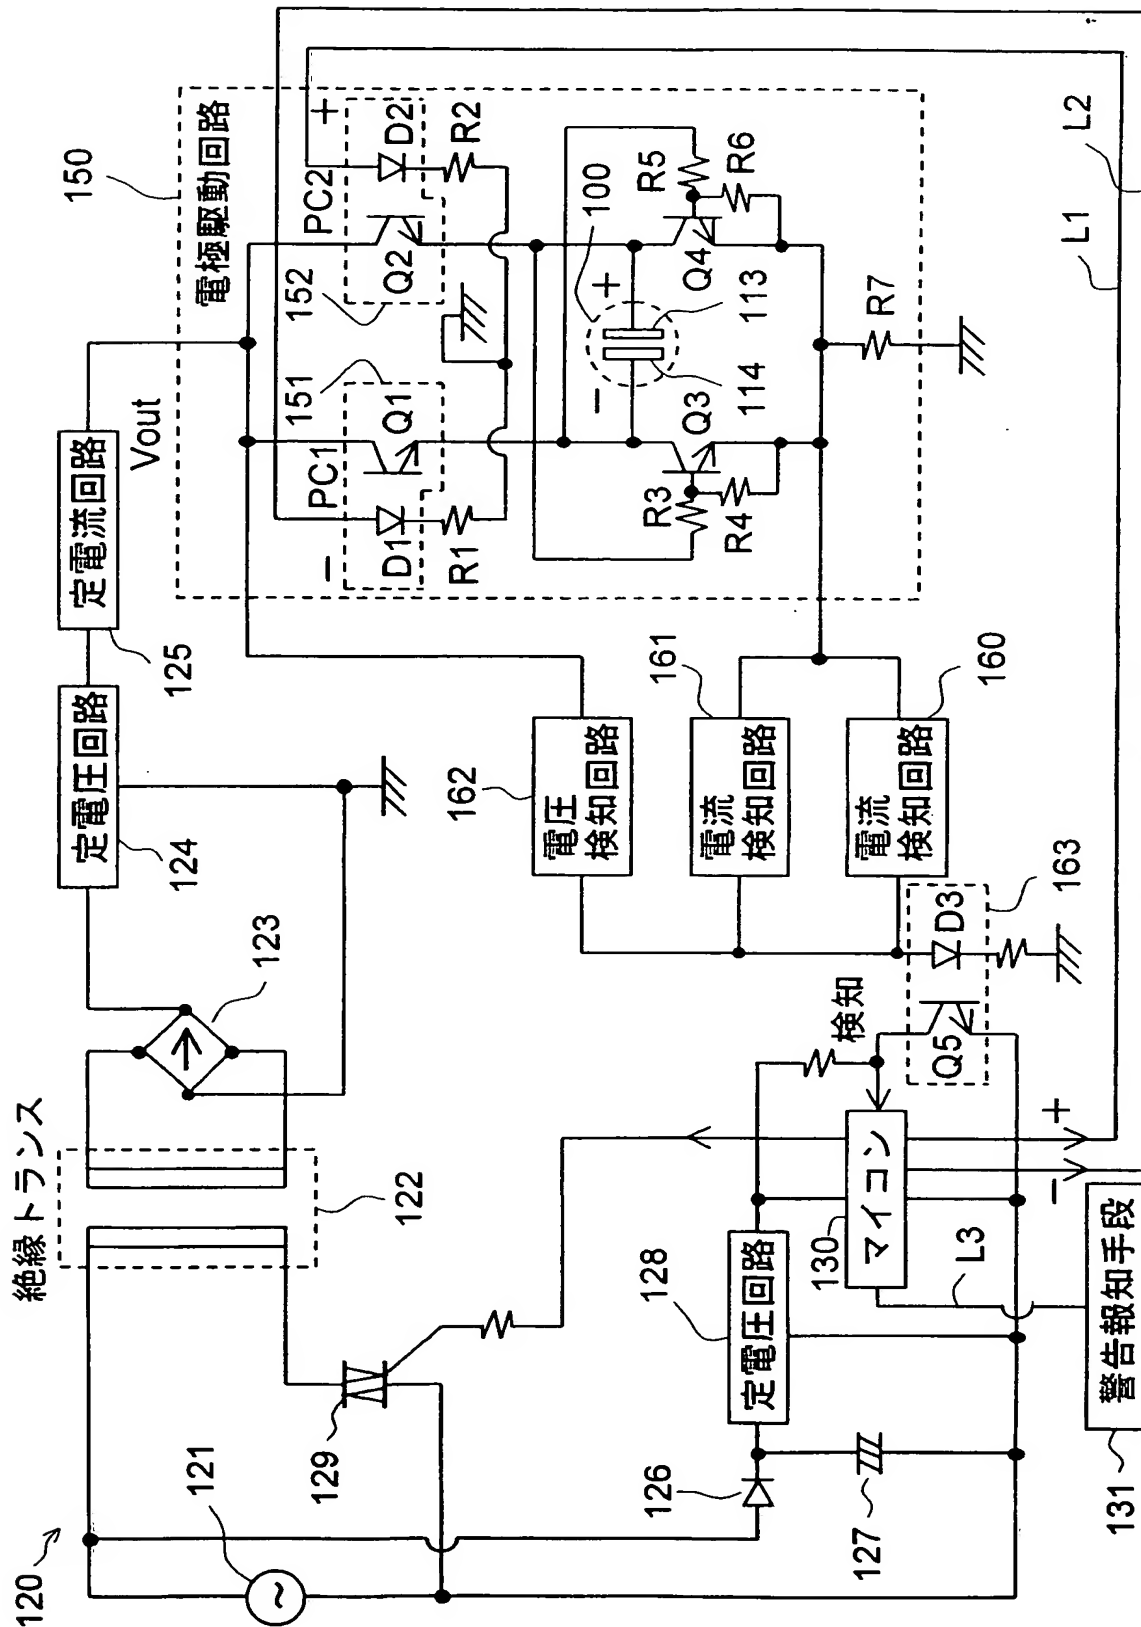 120
121
絶縁トランス
122
123
定電圧回路
124
定電流回路
125
Vout
150
電極駆動回路
129
126
127
定電圧回路
128
マイコン
130
警告報知手段
131
L3
検知
−
+
Q5
D3
163
電圧
検知回路
162
電流
検知回路
161
電流
検知回路
160
−
+
PC1
PC2
D1
Q1
Q2
D2
R1
R2
151
152
−
+
100
114
113
Q3
Q4
R3
R4
R5
R6
R7
L1
L2